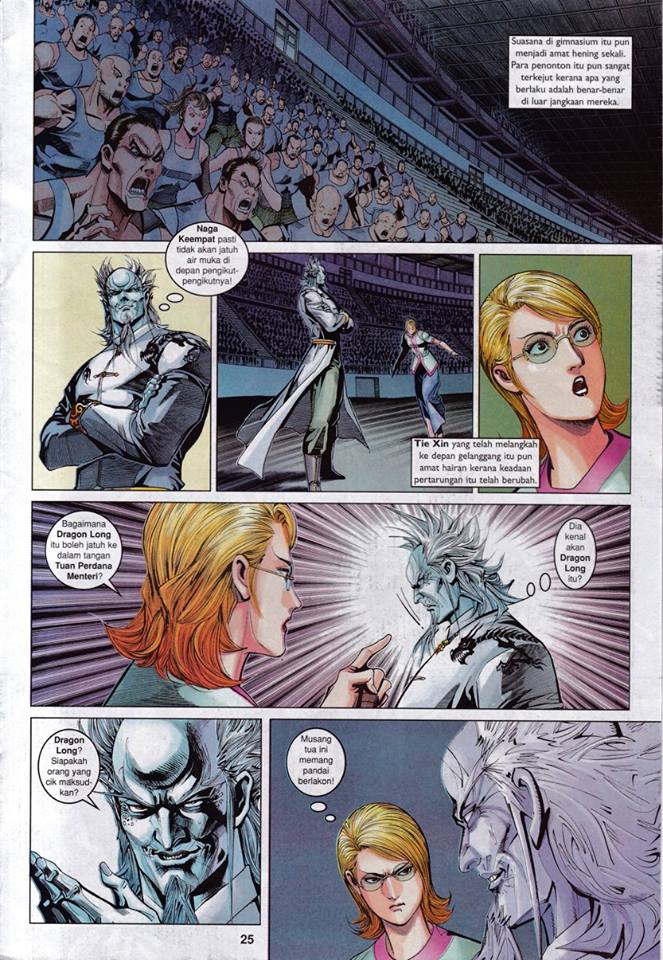 Suasana di gimnasium itu pun
menjadi amat hening sekali.
Para penonton itu pun sangat
terkejut kerana apa yang
berlaku adalah benar-benar
di luar jangkaan mereka.
Naga
Keempat pasti
tidak akan jatuh
air muka di
depan pengikut-
pengikutnya!
Tie Xin yang telah melangkah
ke depan gelanggang itu pun
amat hairan kerana keadaan
pertarungan itu telah berubah.
Bagaimana
Dragon Long
itu boleh jatuh ke
dalam tangan
Tuan Perdana
Menteri?
Dia
kenal
akan
Dragon
Long
itu?
Dragon
Long?
Siapakah
orang yang
cik maksud-
kan?
Musang
tua ini
memang
pandai
berlakon!
25